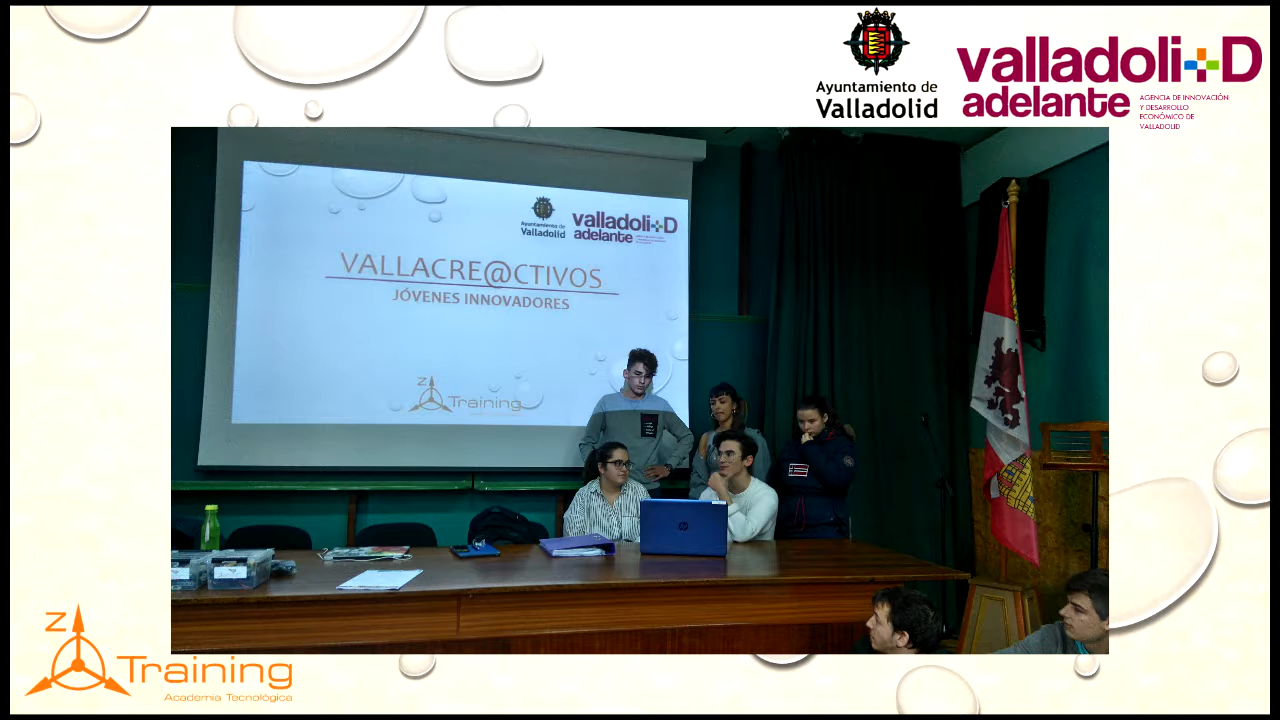 Ayuntamiento de
Valladolid
valladoli+D
adelante
AGENCIA DE INNOVACIÓN
Y DESARROLLO
ECONÓMICO DE
VALLADOLID
Ayuntamiento de
Valladolid
valladoli+D
adelante
VALLACRE@CTIVOS
JÓVENES INNOVADORES
Z
Training
hp
Z
Training
Academia Tecnológica